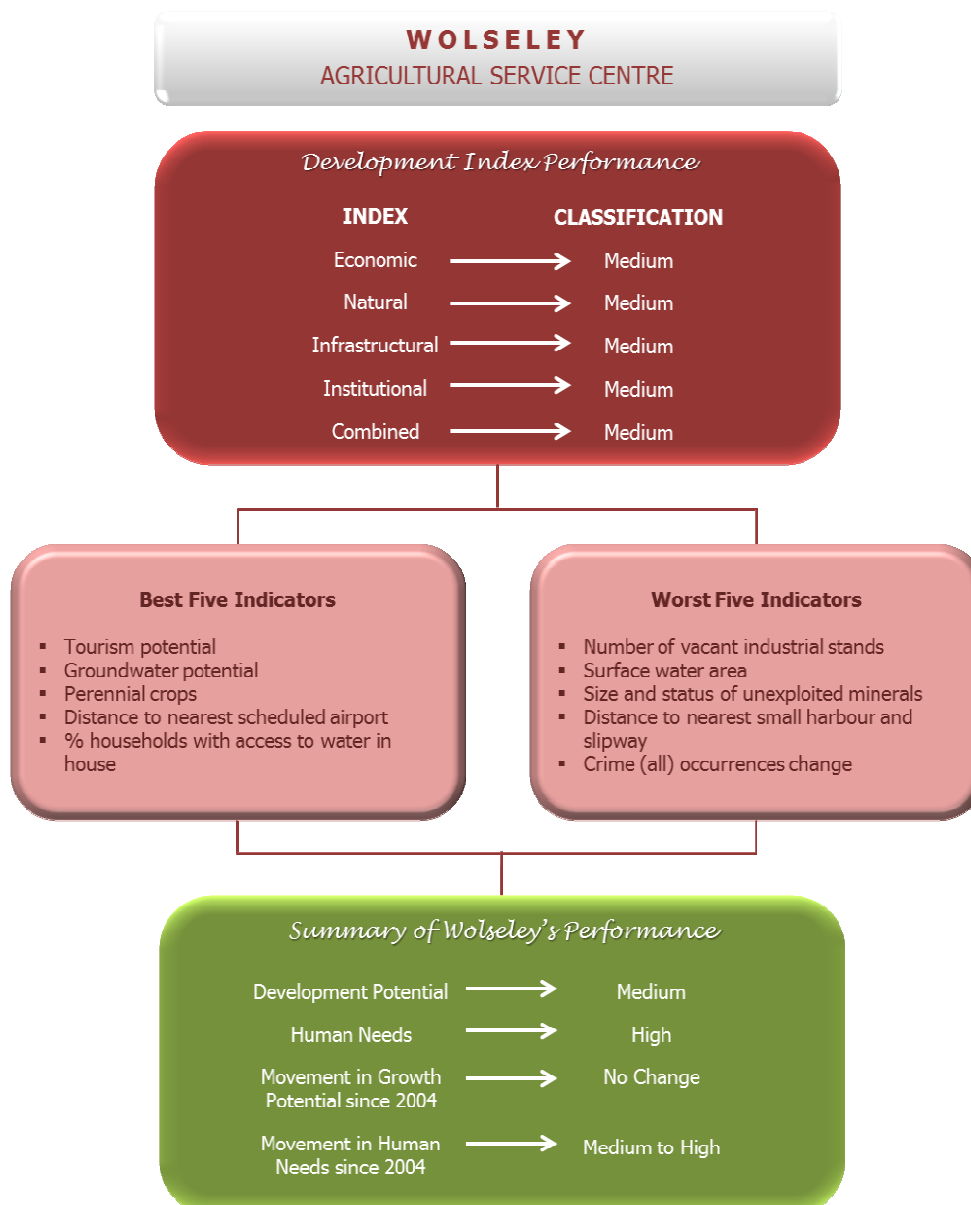 WOLSELEY
AGRICULTURAL SERVICE CENTRE
Development Index Performance
INDEX CLASSIFICATION
Economic Medium
Natural Medium
Infrastructural Medium
Institutional Medium
Combined Medium
Best Five Indicators
▪ Tourism potential
▪ Groundwater potential
▪ Perennial crops
▪ Distance to nearest scheduled airport
▪ % households with access to water in
house
Worst Five Indicators
▪ Number of vacant industrial stands
▪ Surface water area
▪ Size and status of unexploited minerals
▪ Distance to nearest small harbour and
slipway
▪ Crime (all) occurrences change
Summary of Wolseley's Performance
Development Potential Medium
Human Needs High
Movement in Growth No Change
Potential since 2004
Movement in Human Medium to High
Needs since 2004